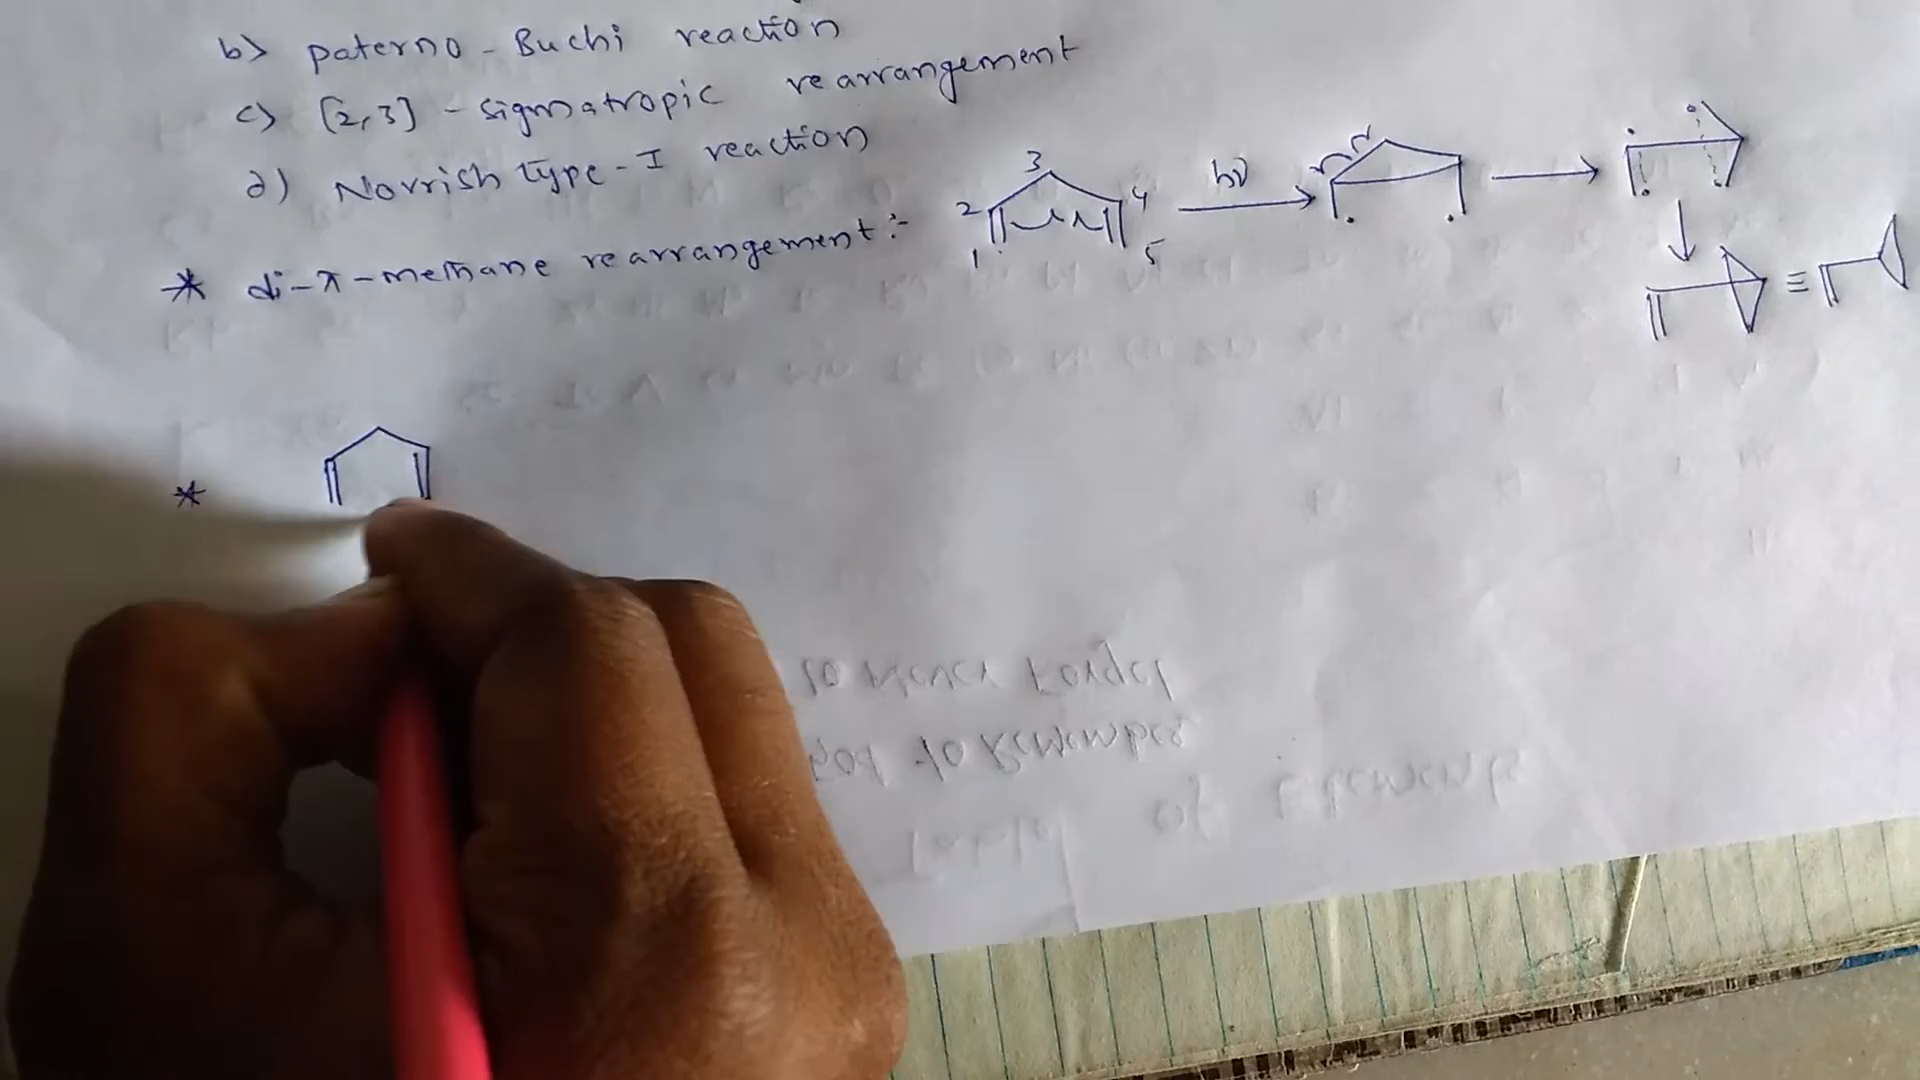 b) paterno - Buchi reaction
c) [2,3] - sigmatropic rearrangement
d) Norrish type - I reaction
* di-π-methane rearrangement :-
3
2 4
1 5
hν
≡
*